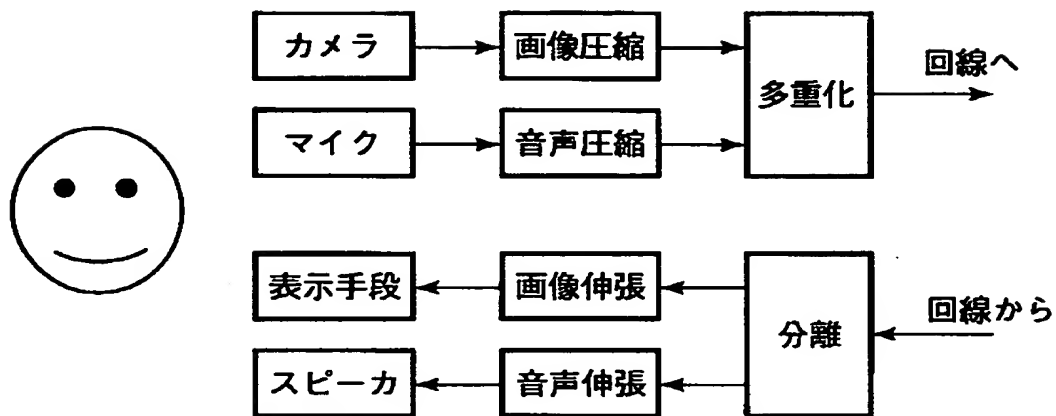 カメラ
画像圧縮
多重化
回線へ
マイク
音声圧縮
表示手段
画像伸張
分離
回線から
スピーカ
音声伸張